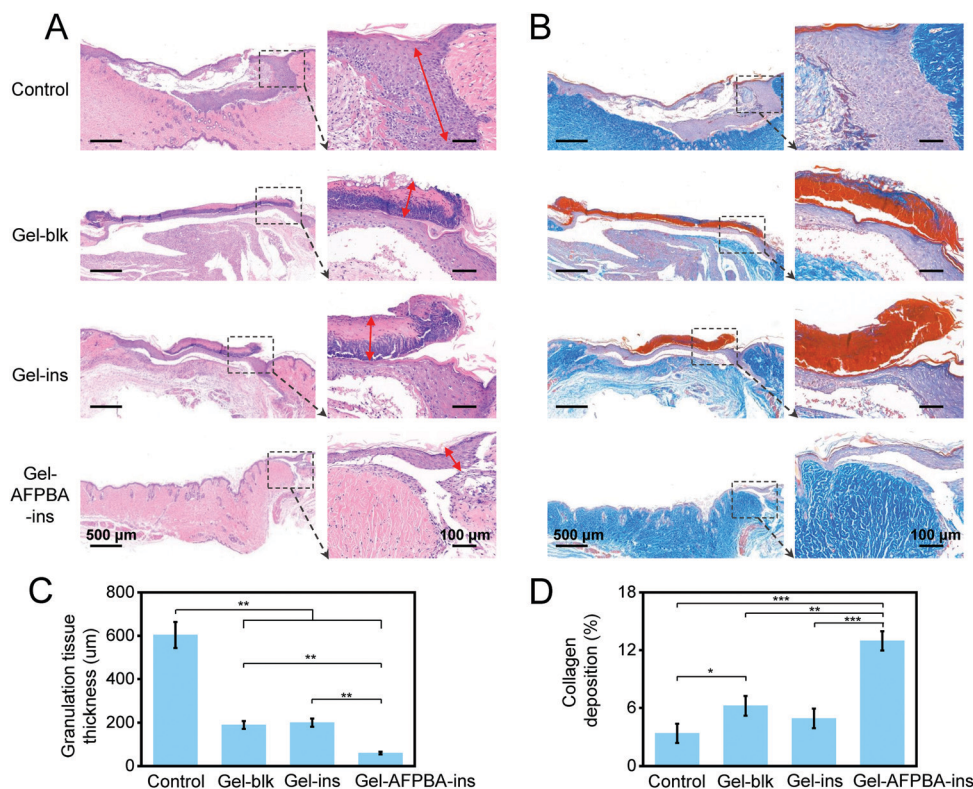 A
B
Control
Gel-blk
Gel-ins
Gel-
AFPBA
-ins
500 µm
100 µm
500 µm
100 µm
C
Granulation tissue
thickness (um)
800
600
400
200
0
**
**
**
Control
Gel-blk
Gel-ins
Gel-AFPBA-ins
D
Collagen
deposition (%)
18
12
6
0
***
**
***
*
Control
Gel-blk
Gel-ins
Gel-AFPBA-ins